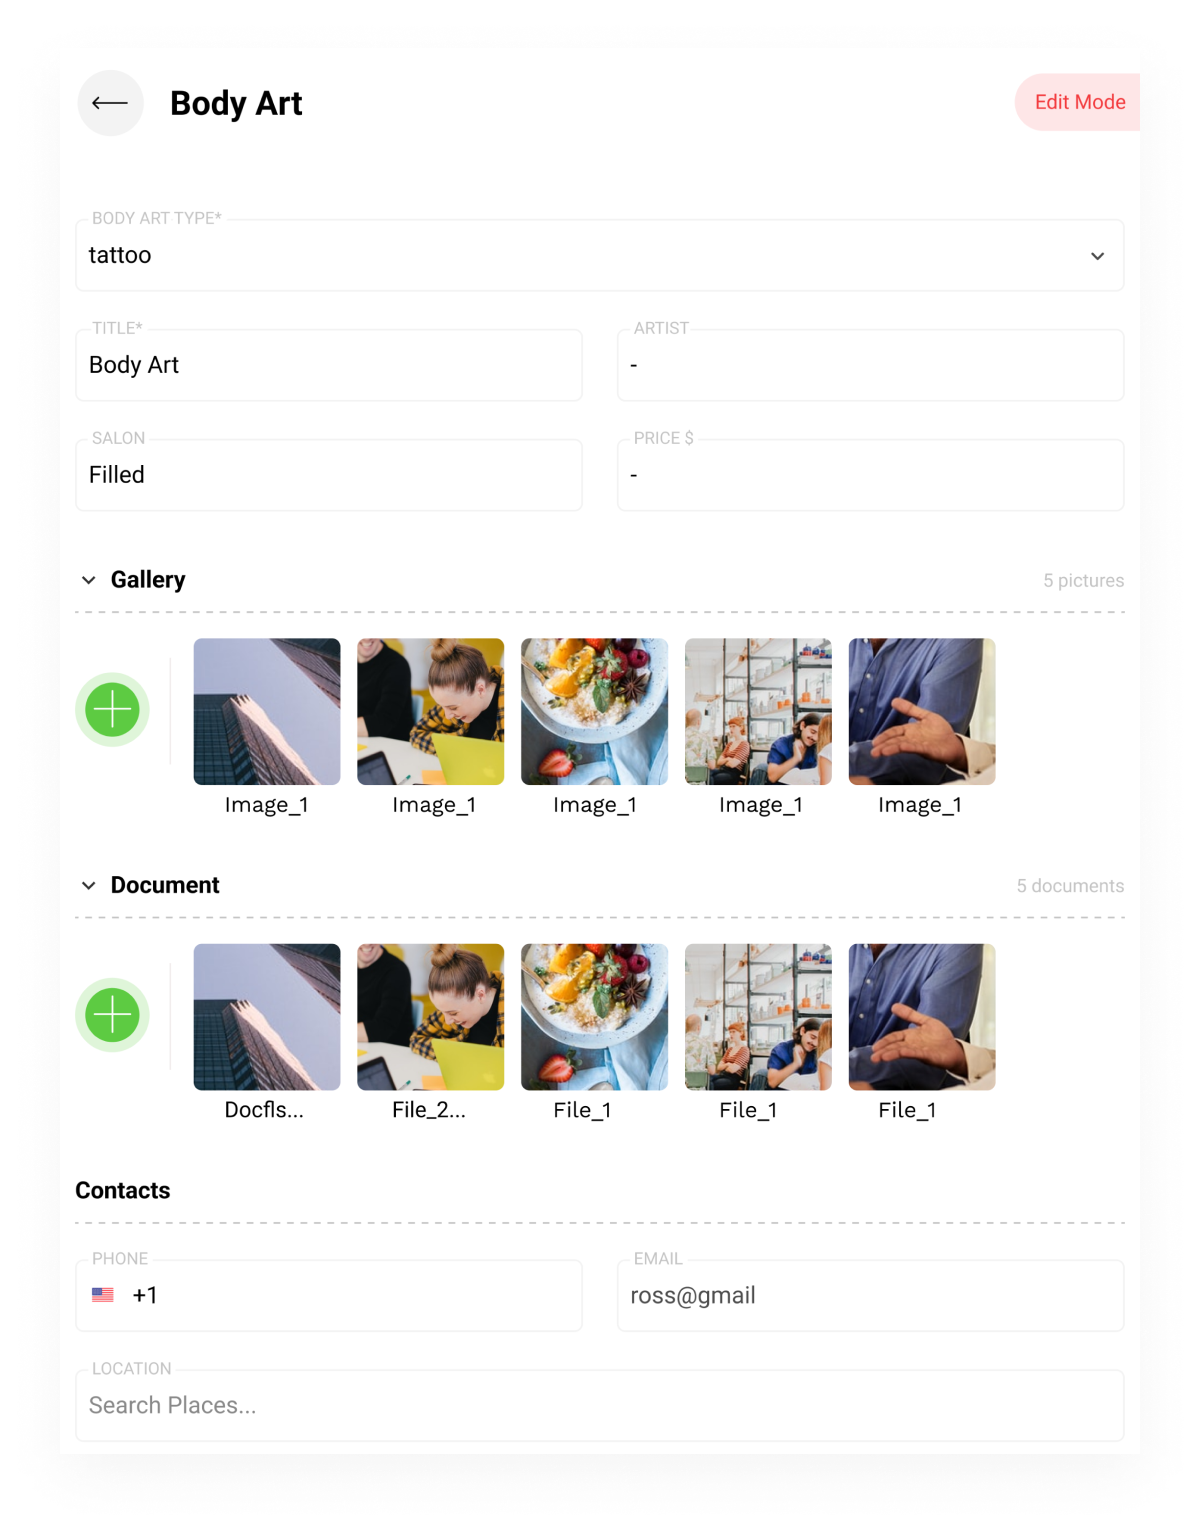 Body Art
Edit Mode
BODY ART TYPE*
tattoo
TITLE*
Body Art
ARTIST
-
SALON
Filled
PRICE $
-
Gallery
5 pictures
Image_1
Image_1
Image_1
Image_1
Image_1
Document
5 documents
Docfls...
File_2...
File_1
File_1
File_1
Contacts
PHONE
+1
EMAIL
ross@gmail
LOCATION
Search Places...